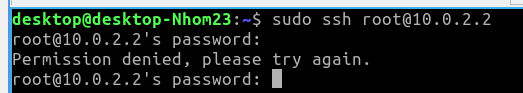 desktop@desktop-Nhom23:~$ sudo ssh root@10.0.2.2
root@10.0.2.2's password:
Permission denied, please try again.
root@10.0.2.2's password: